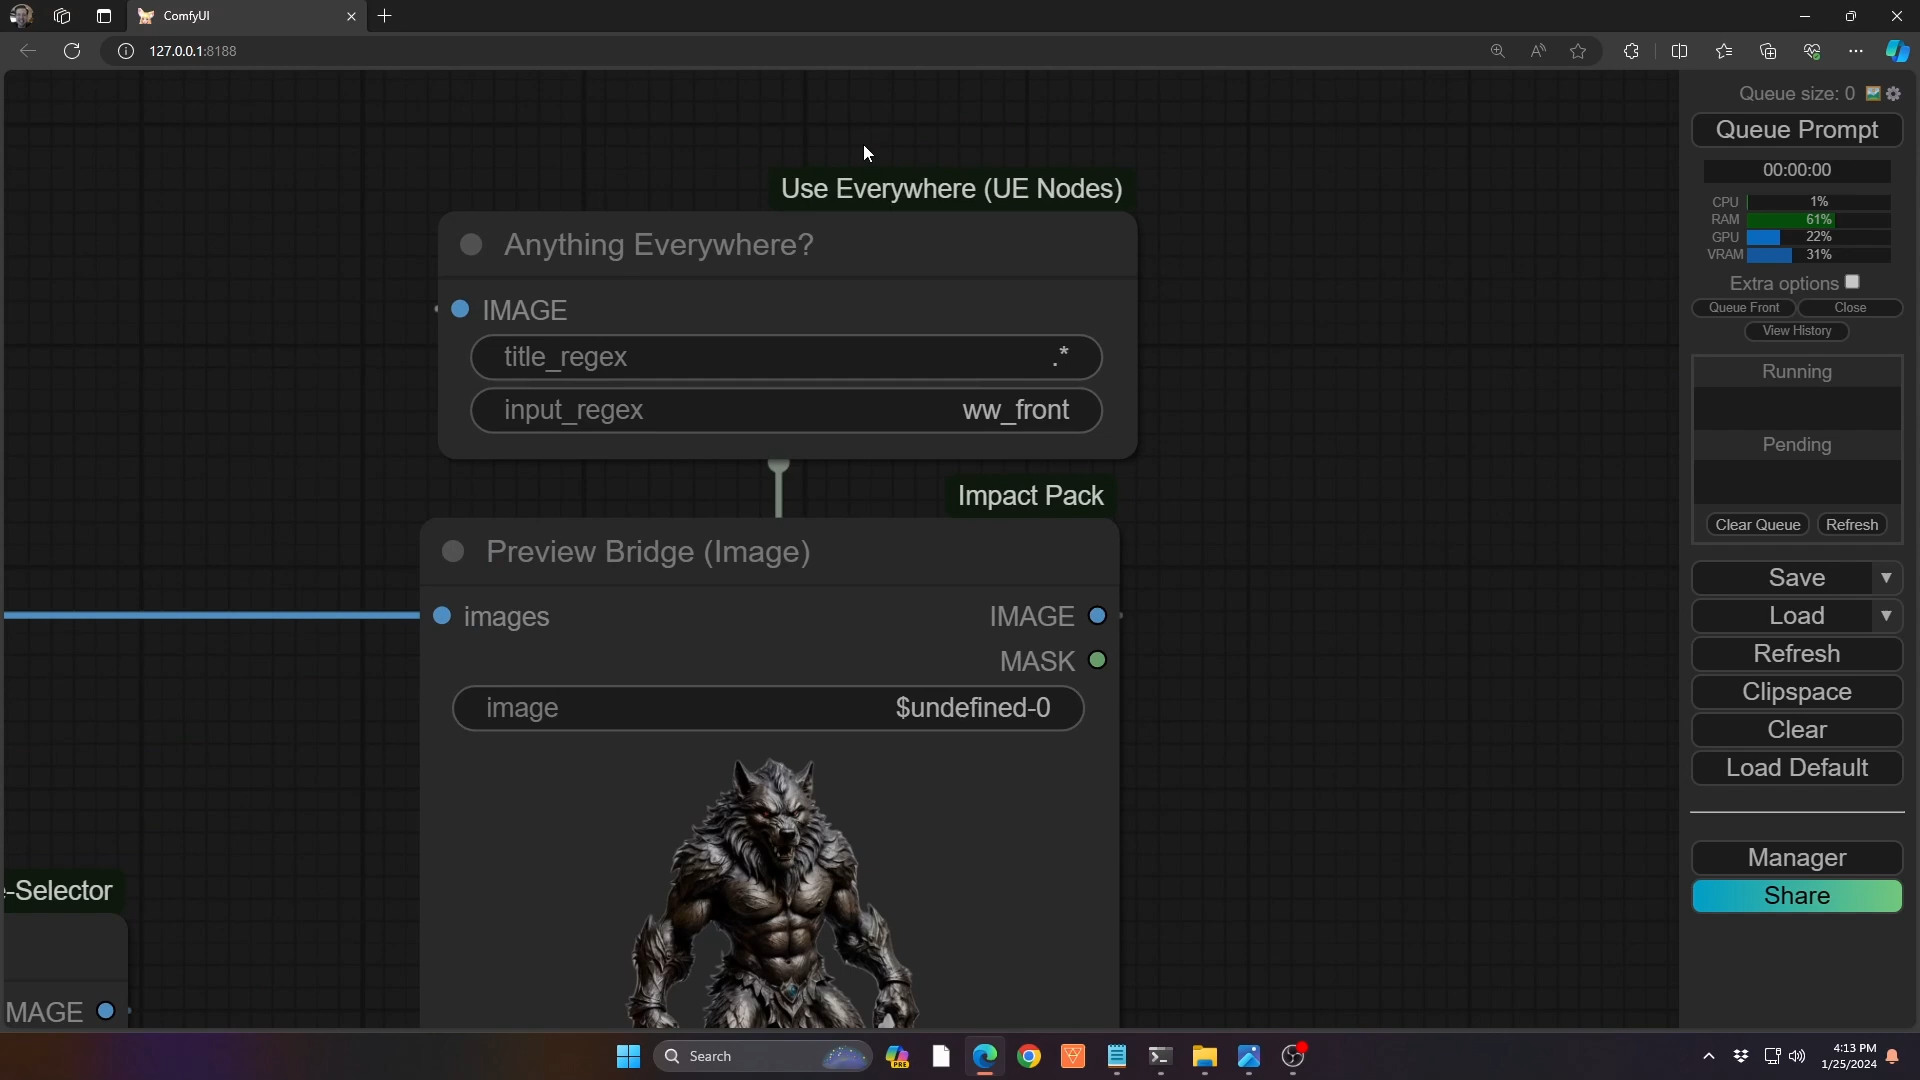 ComfyUI
127.0.0.1:8188
Queue size: 0
Queue Prompt
00:00:00
CPU 1%
RAM 61%
GPU 22%
VRAM 31%
Extra options
Queue Front Close
View History
Running
Pending
Clear Queue Refresh
Save ▼
Load ▼
Refresh
Clipspace
Clear
Load Default
Manager
Share
Use Everywhere (UE Nodes)
Anything Everywhere?
IMAGE
title_regex .*
input_regex ww_front
Impact Pack
Preview Bridge (Image)
images IMAGE
MASK
image $undefined-0
e-Selector
MAGE
Search
PRE
4:13 PM
1/25/2024